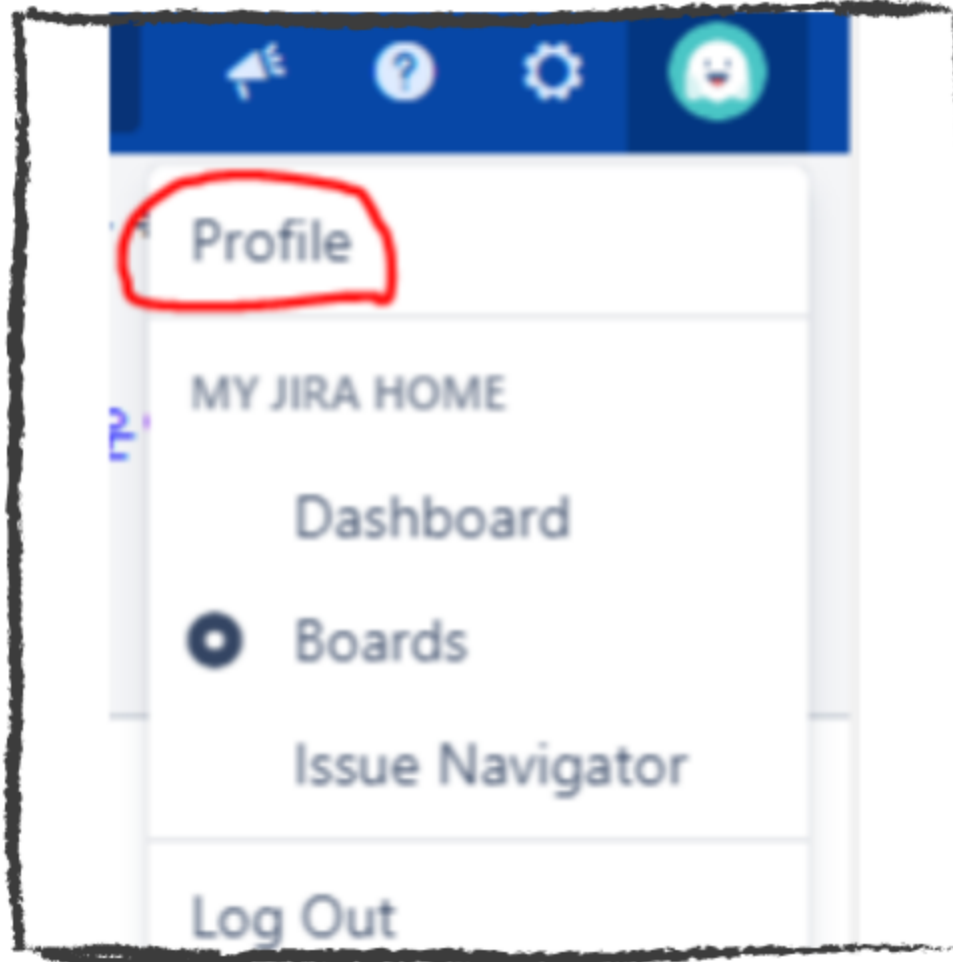 Profile
MY JIRA HOME
Dashboard
Boards
Issue Navigator
Log Out